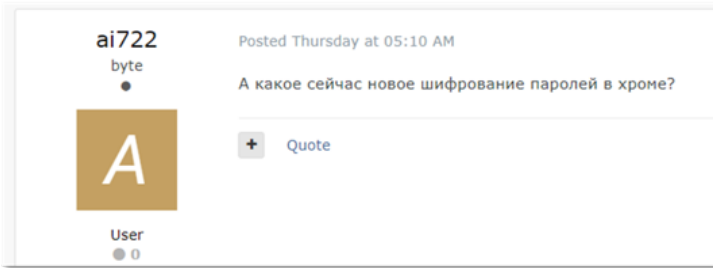 ai722
byte
Posted Thursday at 05:10 AM
А какое сейчас новое шифрование паролей в хроме?
A
+ Quote
User
0